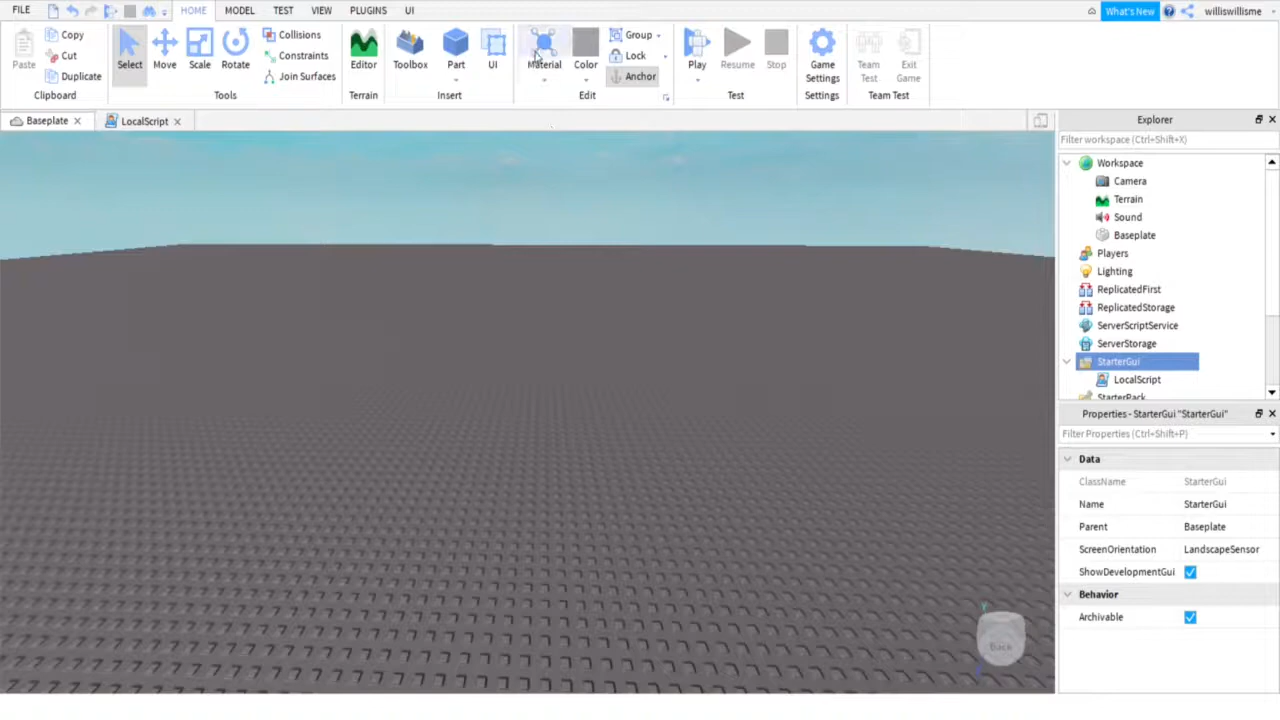 FILE HOME MODEL TEST VIEW PLUGINS UI What's New williswillisme
Copy Collisions Group
Cut Constraints Lock
Paste Duplicate Select Move Scale Rotate Join Surfaces Editor Toolbox Part UI Material Color Anchor Play Resume Stop Game Settings Team Test Exit Game
Clipboard Tools Terrain Insert Edit Test Settings Team Test
Baseplate LocalScript
Explorer
Filter workspace (Ctrl+Shift+X)
Workspace
Camera
Terrain
Sound
Baseplate
Players
Lighting
ReplicatedFirst
ReplicatedStorage
ServerScriptService
ServerStorage
StarterGui
LocalScript
StarterPack
Properties - StarterGui "StarterGui"
Filter Properties (Ctrl+Shift+P)
Data
ClassName StarterGui
Name StarterGui
Parent Baseplate
ScreenOrientation LandscapeSensor
ShowDevelopmentGui
Behavior
Archivable
Y
Back